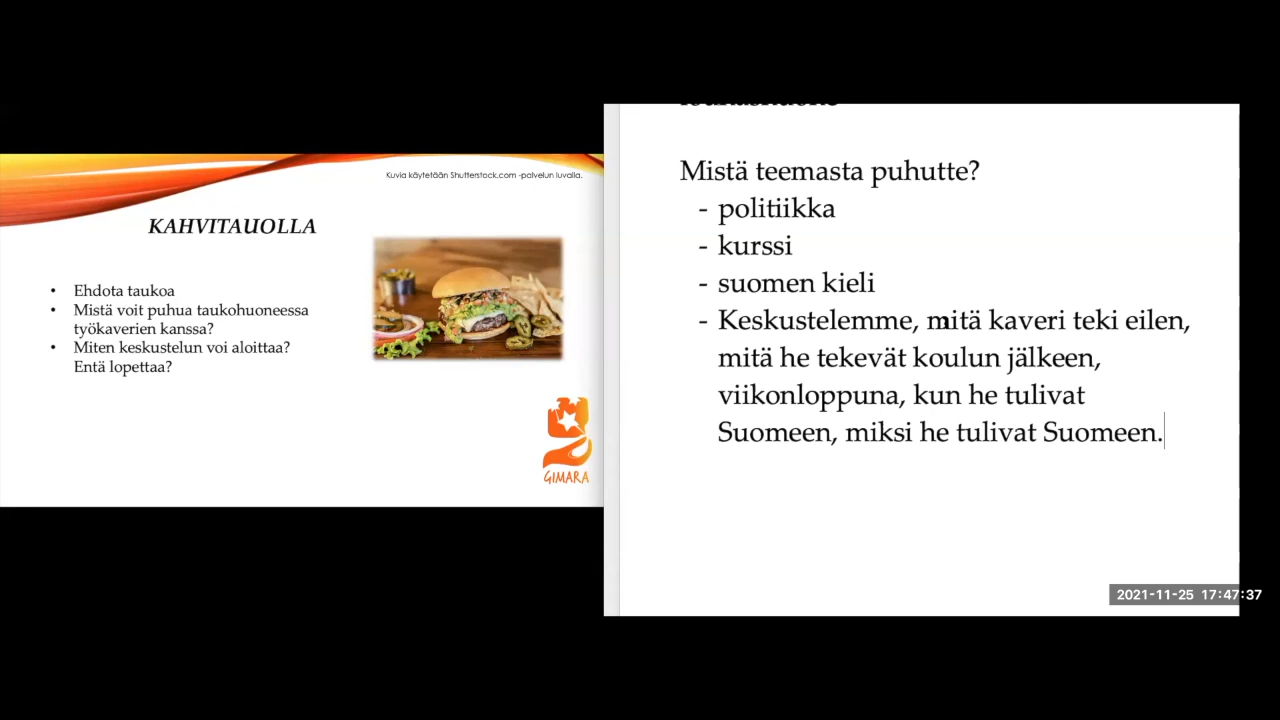 Kuvia käytetään Shutterstock.com -palvelun luvalla.
KAHVITAUOLLA
• Ehdota taukoa
• Mistä voit puhua taukohuoneessa
työkaverien kanssa?
• Miten keskustelun voi aloittaa?
Entä lopettaa?
GIMARA
Mistä teemasta puhutte?
- politiikka
- kurssi
- suomen kieli
- Keskustelemme, mitä kaveri teki eilen,
mitä he tekevät koulun jälkeen,
viikonloppuna, kun he tulivat
Suomeen, miksi he tulivat Suomeen.
2021-11-25 17:47:37